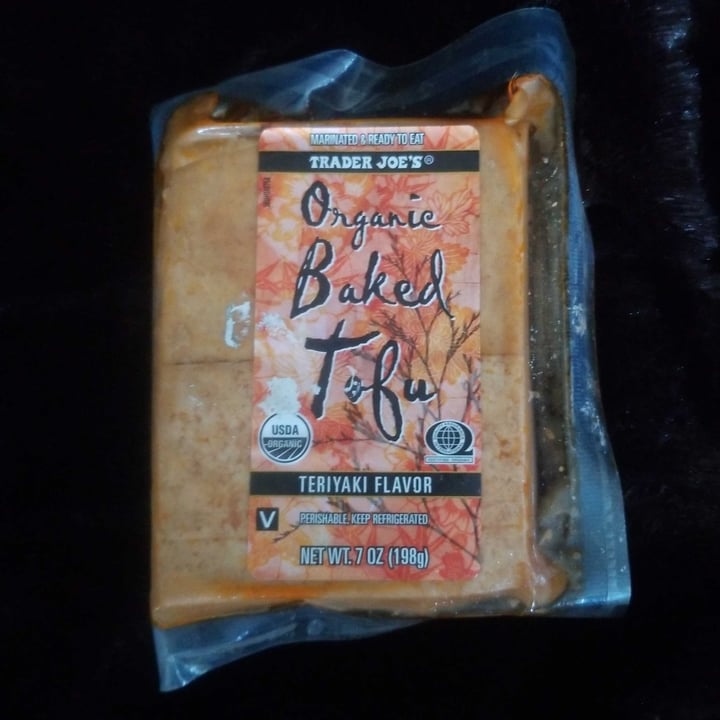 MARINATED & READY TO EAT
TRADER JOE'S®
Organic
Baked
Tofu
USDA
ORGANIC
TERIYAKI FLAVOR
V
PERISHABLE, KEEP REFRIGERATED
NET WT. 7 OZ (198g)